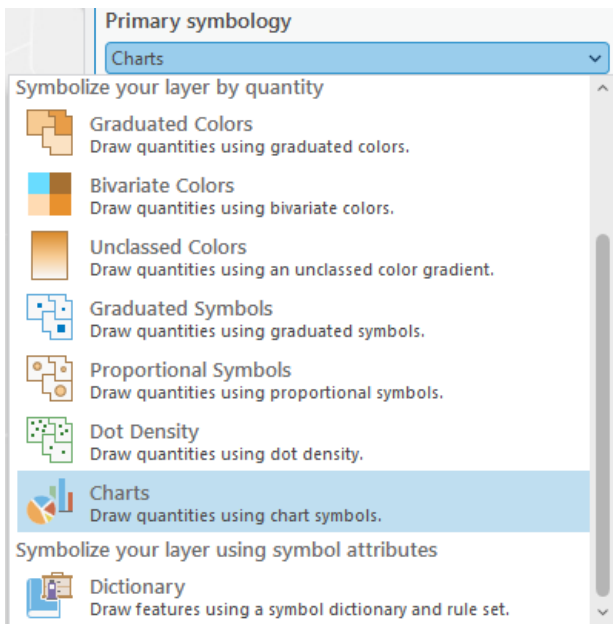 Primary symbology
Charts
Symbolize your layer by quantity
Graduated Colors
Draw quantities using graduated colors.
Bivariate Colors
Draw quantities using bivariate colors.
Unclassed Colors
Draw quantities using an unclassed color gradient.
Graduated Symbols
Draw quantities using graduated symbols.
Proportional Symbols
Draw quantities using proportional symbols.
Dot Density
Draw quantities using dot density.
Charts
Draw quantities using chart symbols.
Symbolize your layer using symbol attributes
Dictionary
Draw features using a symbol dictionary and rule set.